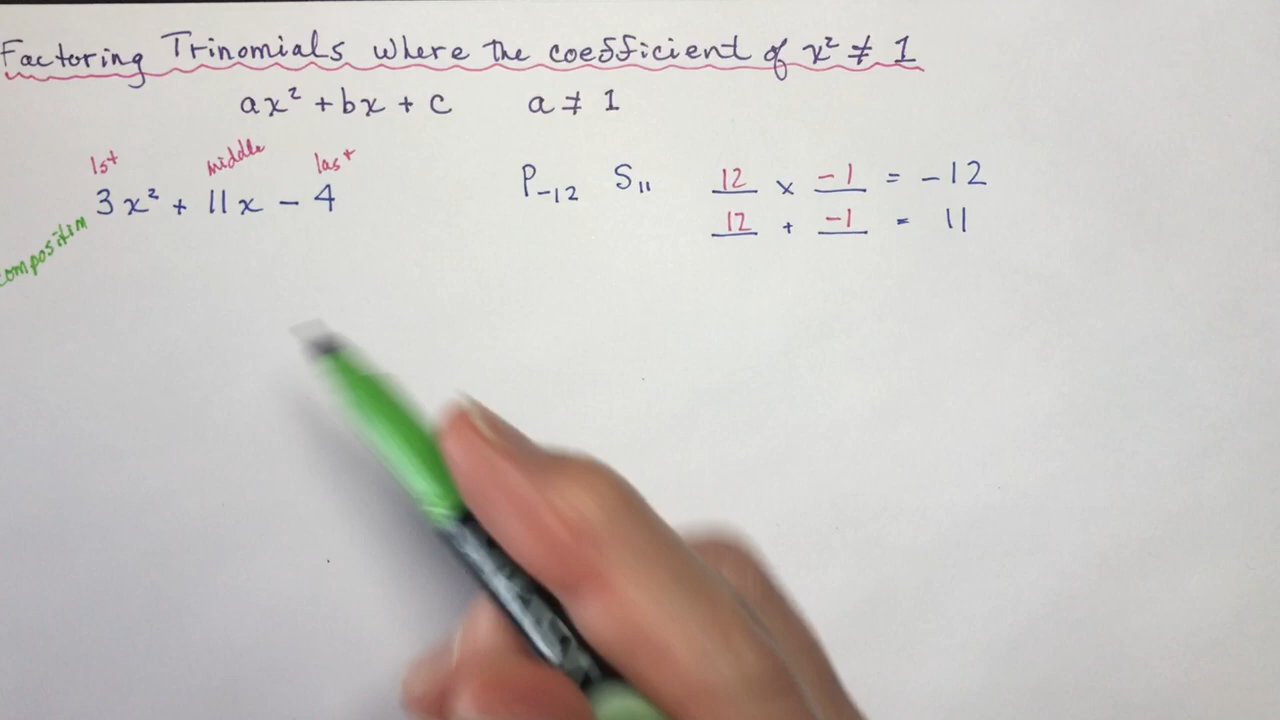 Factoring Trinomials where the coefficient of x² ≠ 1
ax² + bx + c a ≠ 1
1st middle last
3x² + 11x - 4
composition
P₋₁₂ S₁₁
12 x -1 = -12
12 + -1 = 11